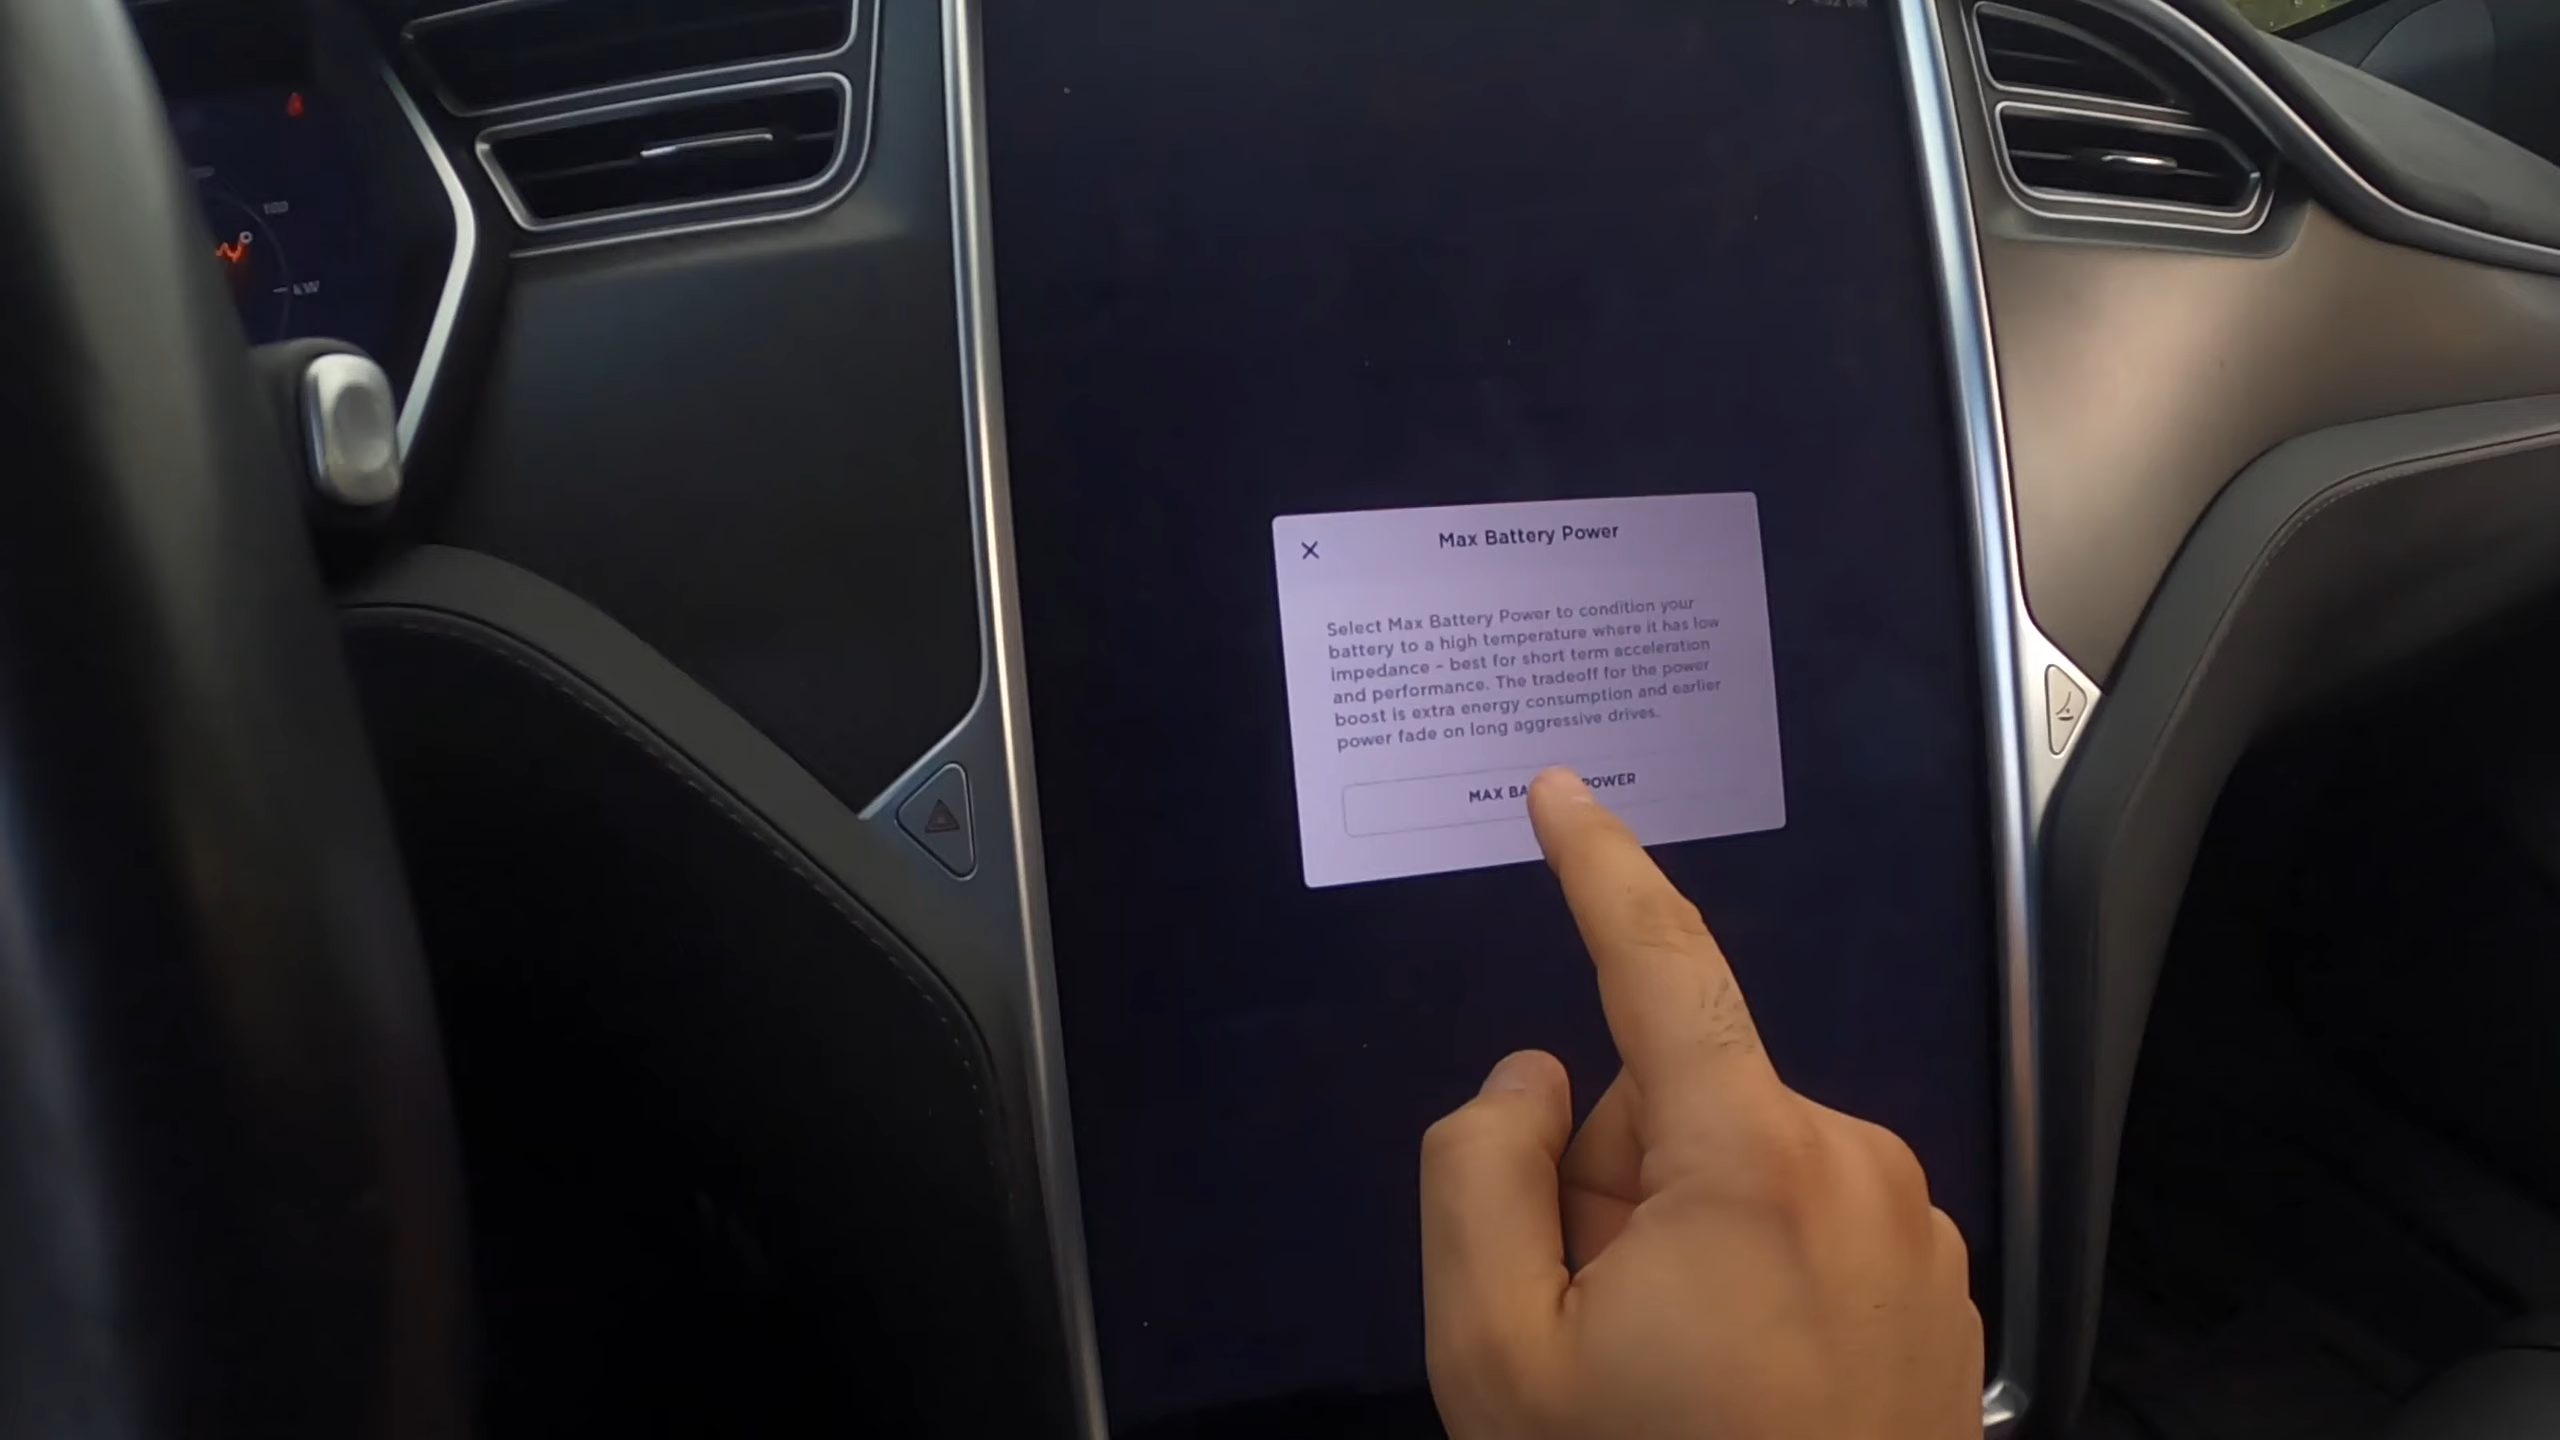 100
kW
Max Battery Power
Select Max Battery Power to condition your
battery to a high temperature where it has low
impedance - best for short term acceleration
and performance. The tradeoff for the power
boost is extra energy consumption and earlier
power fade on long aggressive drives.
MAX BA POWER